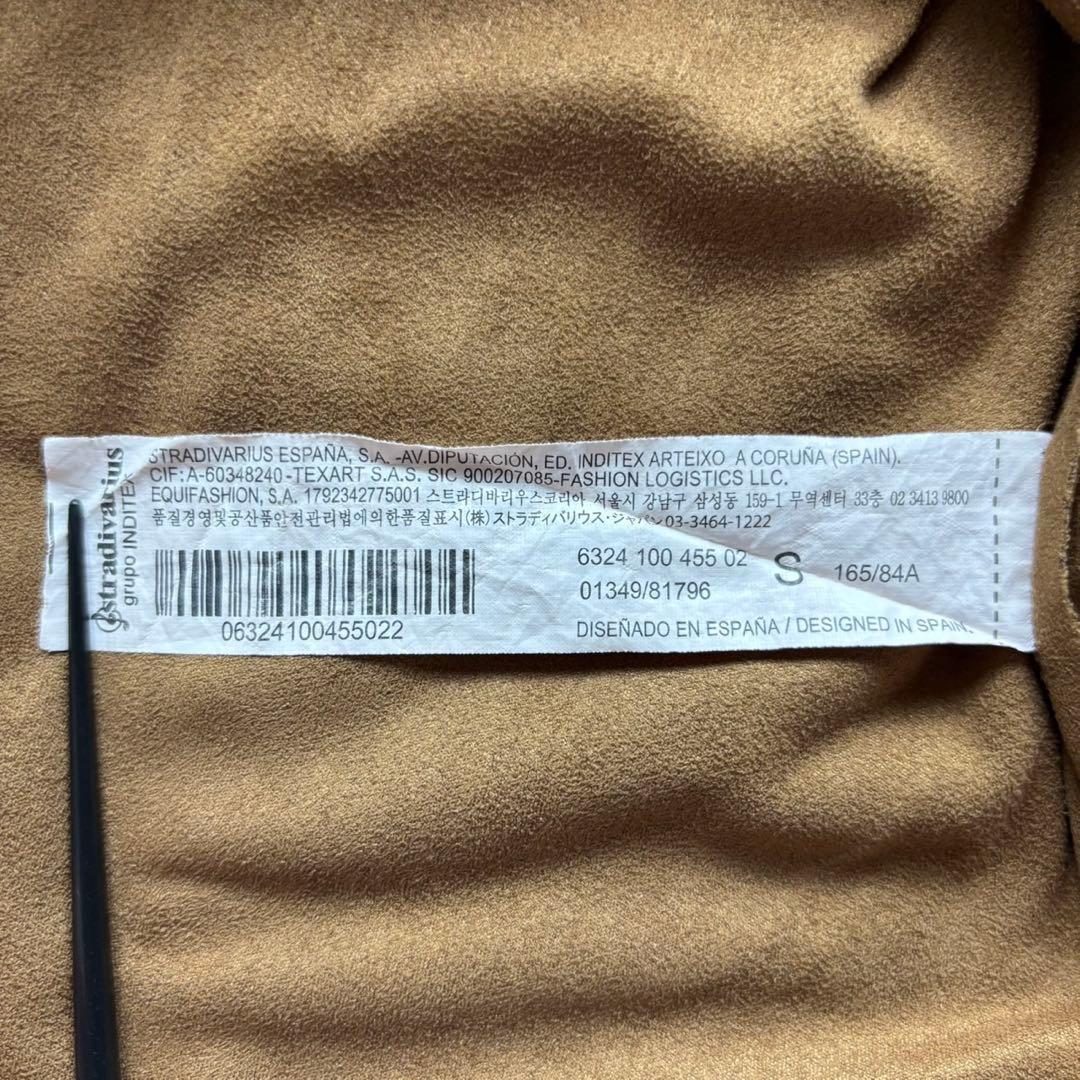 stradivarius
grupo INDITEX
STRADIVARIUS ESPAÑA, S.A. -AV.DIPUTACIÓN, ED. INDITEX ARTEIXO A CORUÑA (SPAIN).
CIF:A-60348240-TEXART S.A.S. SIC 900207085-FASHION LOGISTICS LLC.
EQUIFASHION, S.A. 1792342775001 스트라디바리우스코리아 서울시 강남구 삼성동 159-1 무역센터 33층 02 3413 9800
품질경영및공산품안전관리법에의한품질표시(株)ストラディバリウス・ジャパン03-3464-1222
6324 100 455 02 S 165/84A
01349/81796
06324100455022
DISEÑADO EN ESPAÑA / DESIGNED IN SPAIN.